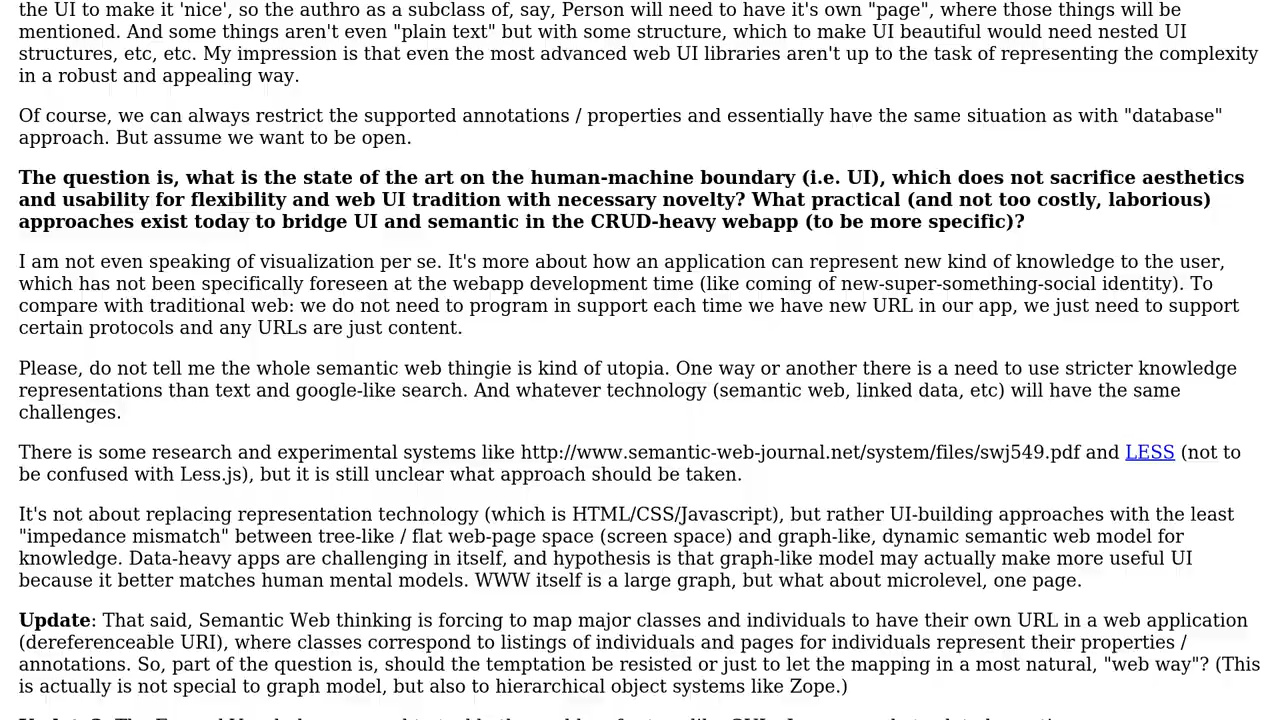 the UI to make it 'nice', so the authro as a subclass of, say, Person will need to have it's own "page", where those things will be
mentioned. And some things aren't even "plain text" but with some structure, which to make UI beautiful would need nested UI
structures, etc, etc. My impression is that even the most advanced web UI libraries aren't up to the task of representing the complexity
in a robust and appealing way.
Of course, we can always restrict the supported annotations / properties and essentially have the same situation as with "database"
approach. But assume we want to be open.
The question is, what is the state of the art on the human-machine boundary (i.e. UI), which does not sacrifice aesthetics
and usability for flexibility and web UI tradition with necessary novelty? What practical (and not too costly, laborious)
approaches exist today to bridge UI and semantic in the CRUD-heavy webapp (to be more specific)?
I am not even speaking of visualization per se. It's more about how an application can represent new kind of knowledge to the user,
which has not been specifically foreseen at the webapp development time (like coming of new-super-something-social identity). To
compare with traditional web: we do not need to program in support each time we have new URL in our app, we just need to support
certain protocols and any URLs are just content.
Please, do not tell me the whole semantic web thingie is kind of utopia. One way or another there is a need to use stricter knowledge
representations than text and google-like search. And whatever technology (semantic web, linked data, etc) will have the same
challenges.
There is some research and experimental systems like http://www.semantic-web-journal.net/system/files/swj549.pdf and LESS (not to
be confused with Less.js), but it is still unclear what approach should be taken.
It's not about replacing representation technology (which is HTML/CSS/Javascript), but rather UI-building approaches with the least
"impedance mismatch" between tree-like / flat web-page space (screen space) and graph-like, dynamic semantic web model for
knowledge. Data-heavy apps are challenging in itself, and hypothesis is that graph-like model may actually make more useful UI
because it better matches human mental models. WWW itself is a large graph, but what about microlevel, one page.
Update: That said, Semantic Web thinking is forcing to map major classes and individuals to have their own URL in a web application
(dereferenceable URI), where classes correspond to listings of individuals and pages for individuals represent their properties /
annotations. So, part of the question is, should the temptation be resisted or just to let the mapping in a most natural, "web way"? (This
is actually is not special to graph model, but also to hierarchical object systems like Zope.)